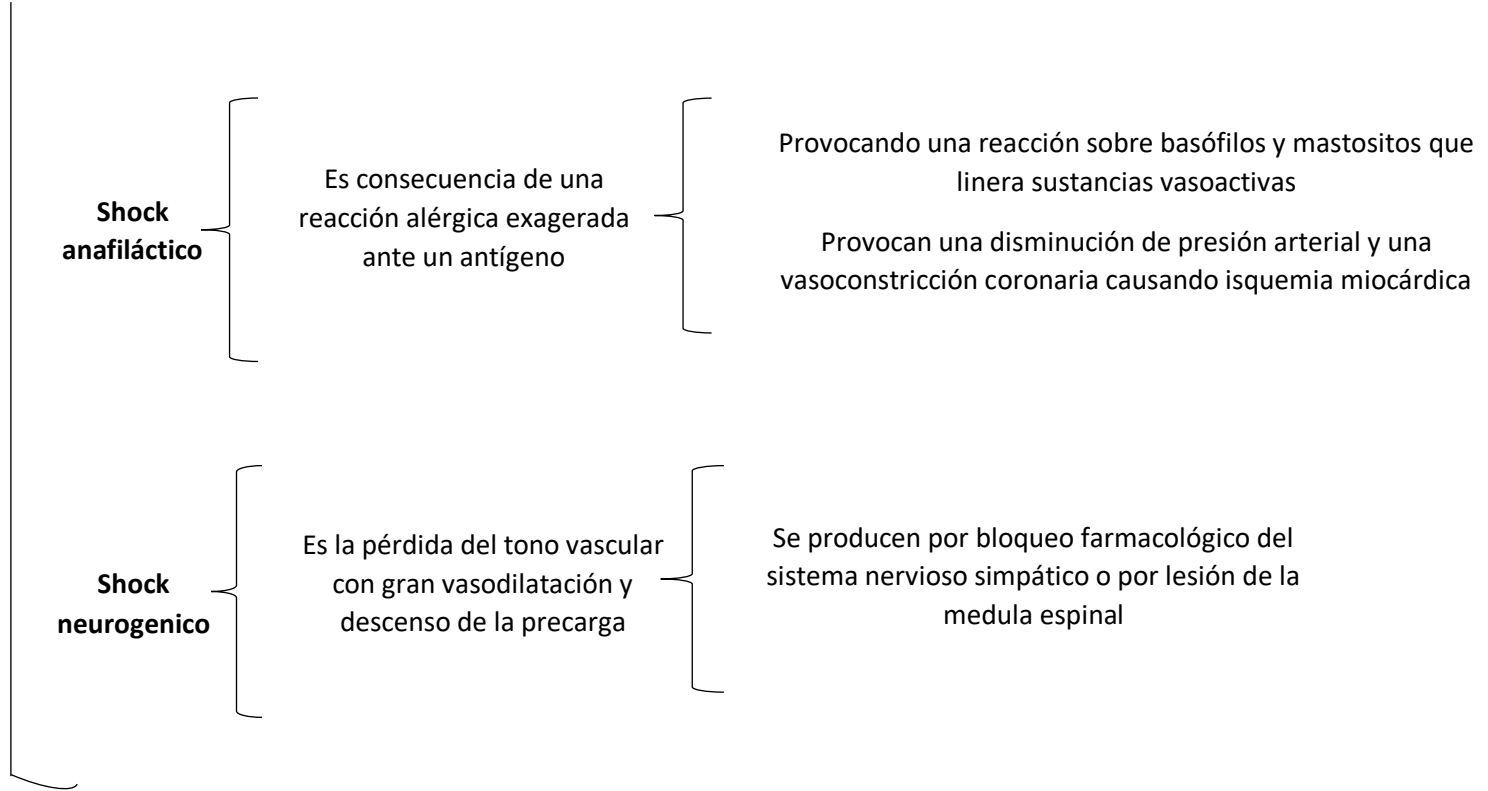 Shock
anafiláctico
Es consecuencia de una
reacción alérgica exagerada
ante un antígeno
Provocando una reacción sobre basófilos y mastositos que
linera sustancias vasoactivas
Provocan una disminución de presión arterial y una
vasoconstricción coronaria causando isquemia miocárdica
Shock
neurogenico
Es la pérdida del tono vascular
con gran vasodilatación y
descenso de la precarga
Se producen por bloqueo farmacológico del
sistema nervioso simpático o por lesión de la
medula espinal